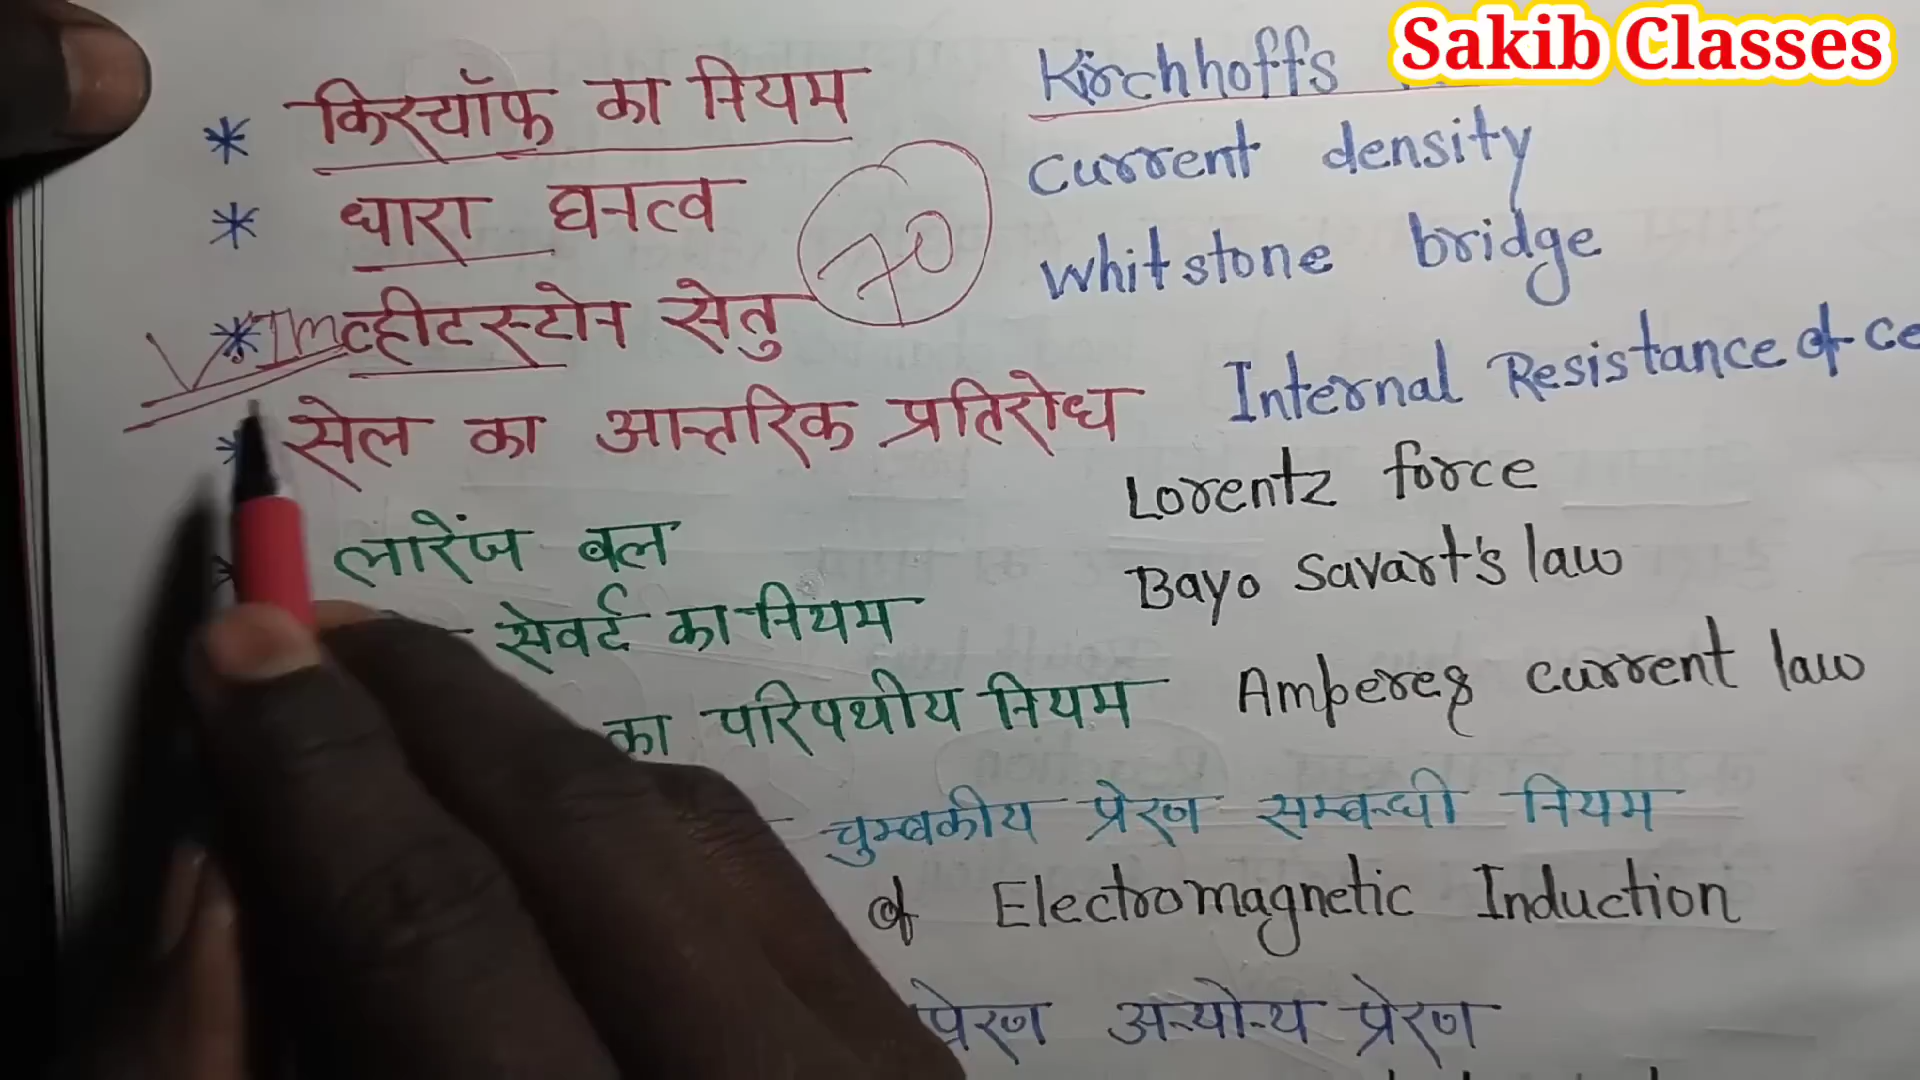 Sakib Classes
* किरचॉफ का नियम Kirchhoffs
* धारा घनत्व current density
70
* Im व्हीटस्टोन सेतु whitstone bridge
* सेल का आन्तरिक प्रतिरोध Internal Resistance of ce
लारेंज बल Lorentz force
सेवर्ट का नियम Bayo Savart's law
का परिपथीय नियम Amperes current law
चुम्बकीय प्रेरण सम्बन्धी नियम
of Electromagnetic Induction
प्रेरण अन्योन्य प्रेरण